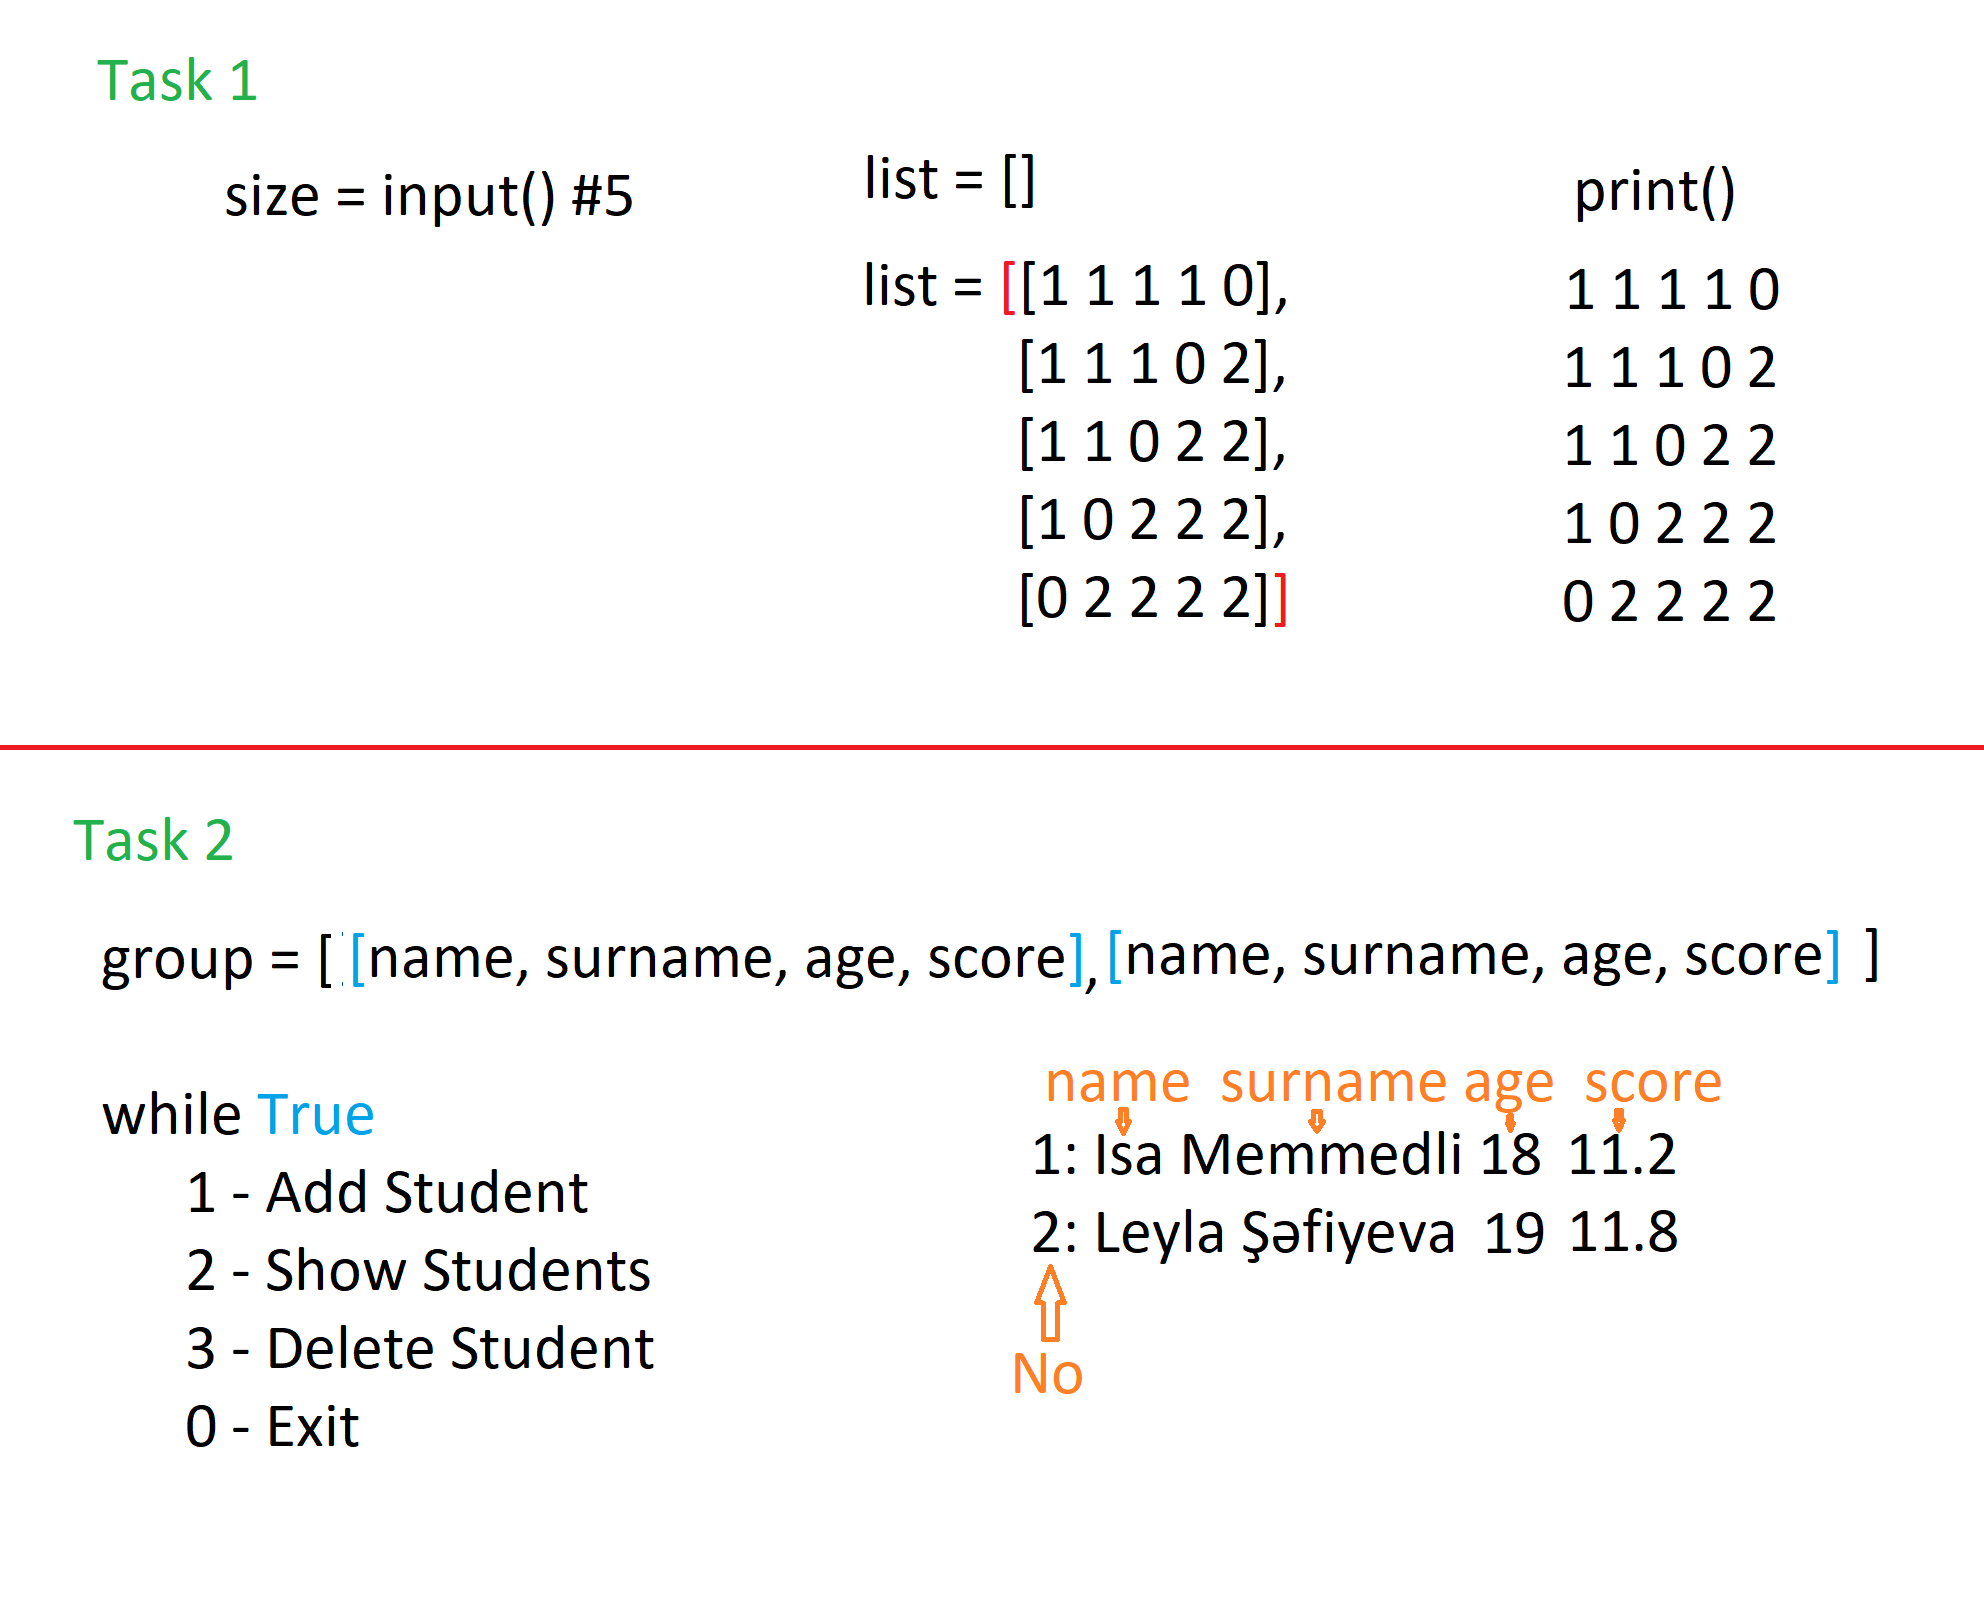 Task 1
size = input() #5
list = []
list = [[1 1 1 1 0],
[1 1 1 0 2],
[1 1 0 2 2],
[1 0 2 2 2],
[0 2 2 2 2]]
print()
1 1 1 1 0
1 1 1 0 2
1 1 0 2 2
1 0 2 2 2
0 2 2 2 2
Task 2
group = [ [name, surname, age, score], [name, surname, age, score] ]
while True
1 - Add Student
2 - Show Students
3 - Delete Student
0 - Exit
name surname age score
1: Isa Memmedli 18 11.2
2: Leyla Şəfiyeva 19 11.8
No